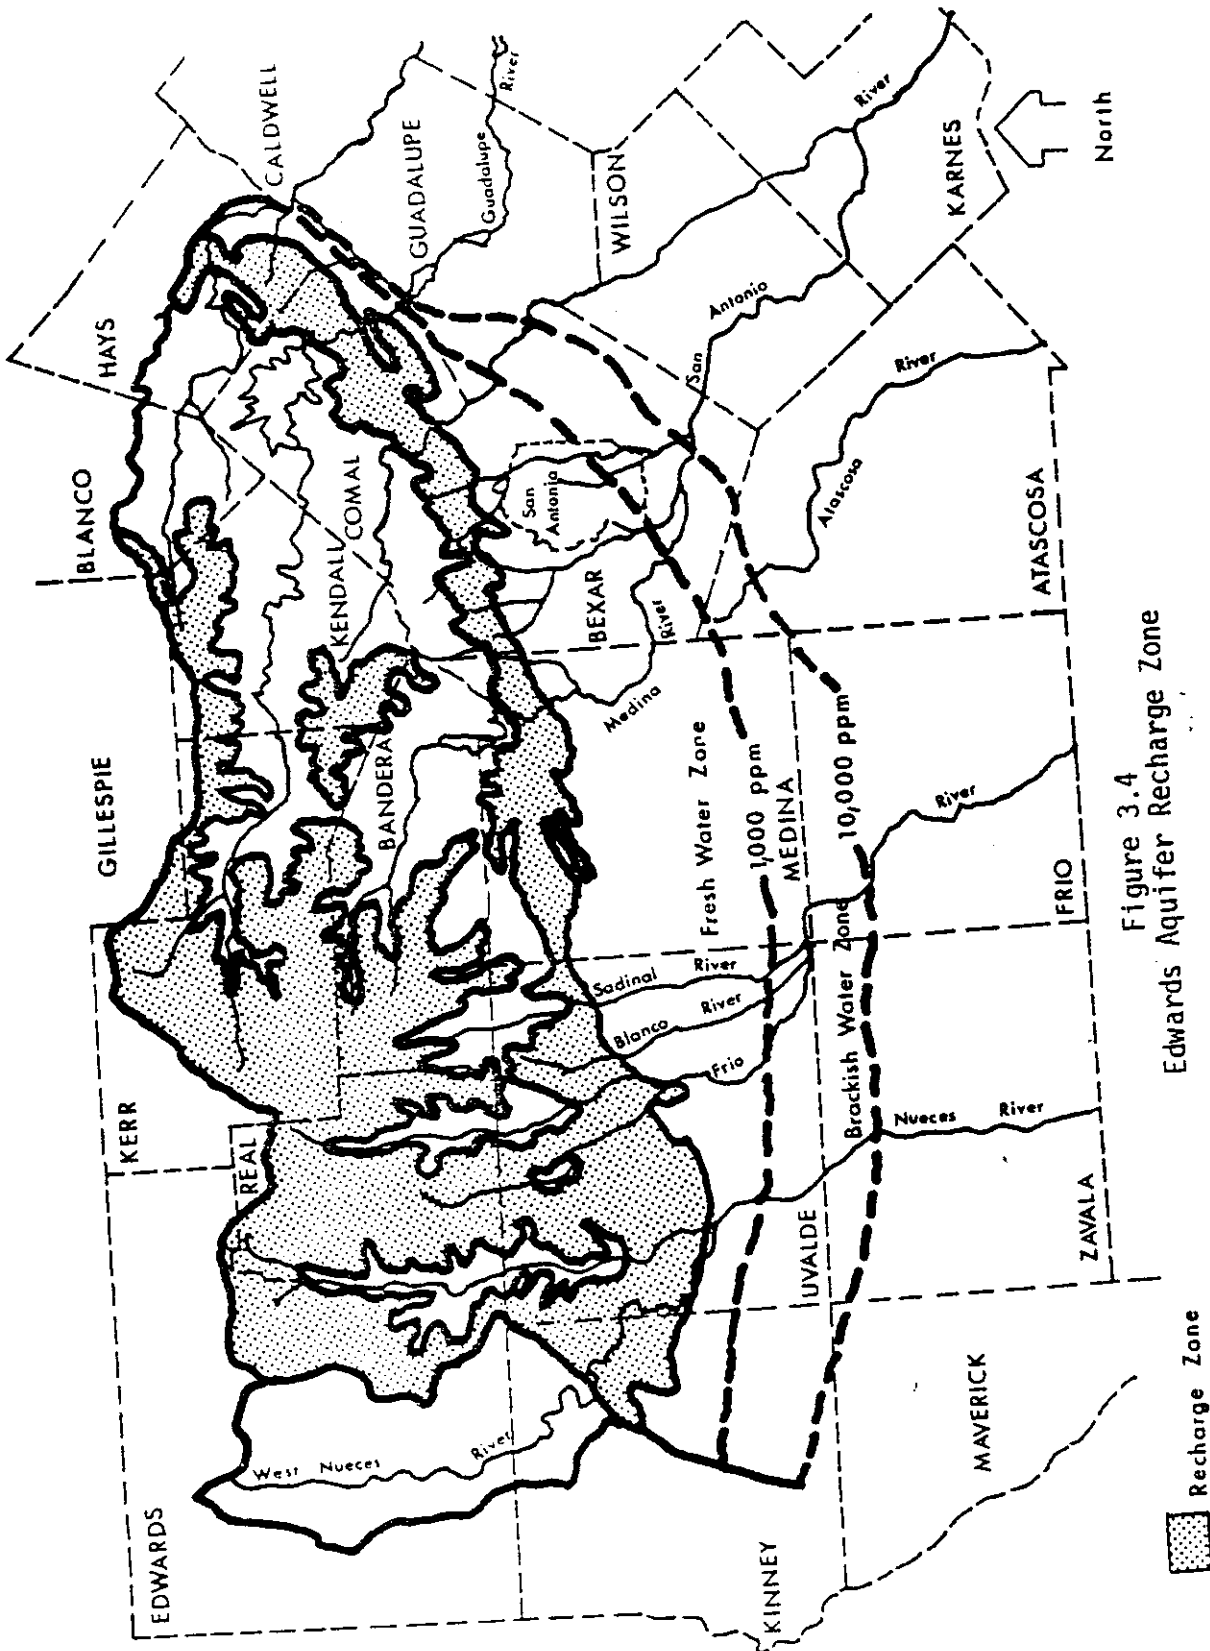 EDWARDS
KERR
REAL
GILLESPIE
BLANCO
HAYS
CALDWELL
KENDALL
COMAL
GUADALUPE
Guadalupe
River
BANDERA
West Nueces
River
San
Antonio
BEXAR
WILSON
Medina
River
Sadinal River
Blanco River
Frio
Fresh Water Zone
1,000 ppm
MEDINA
10,000 ppm
Brackish Water Zone
UVALDE
KINNEY
Nueces River
River
San
Antonio
River
Atascosa
River
KARNES
ATASCOSA
FRIO
ZAVALA
MAVERICK
North
Recharge Zone
Figure 3.4
Edwards Aquifer Recharge Zone